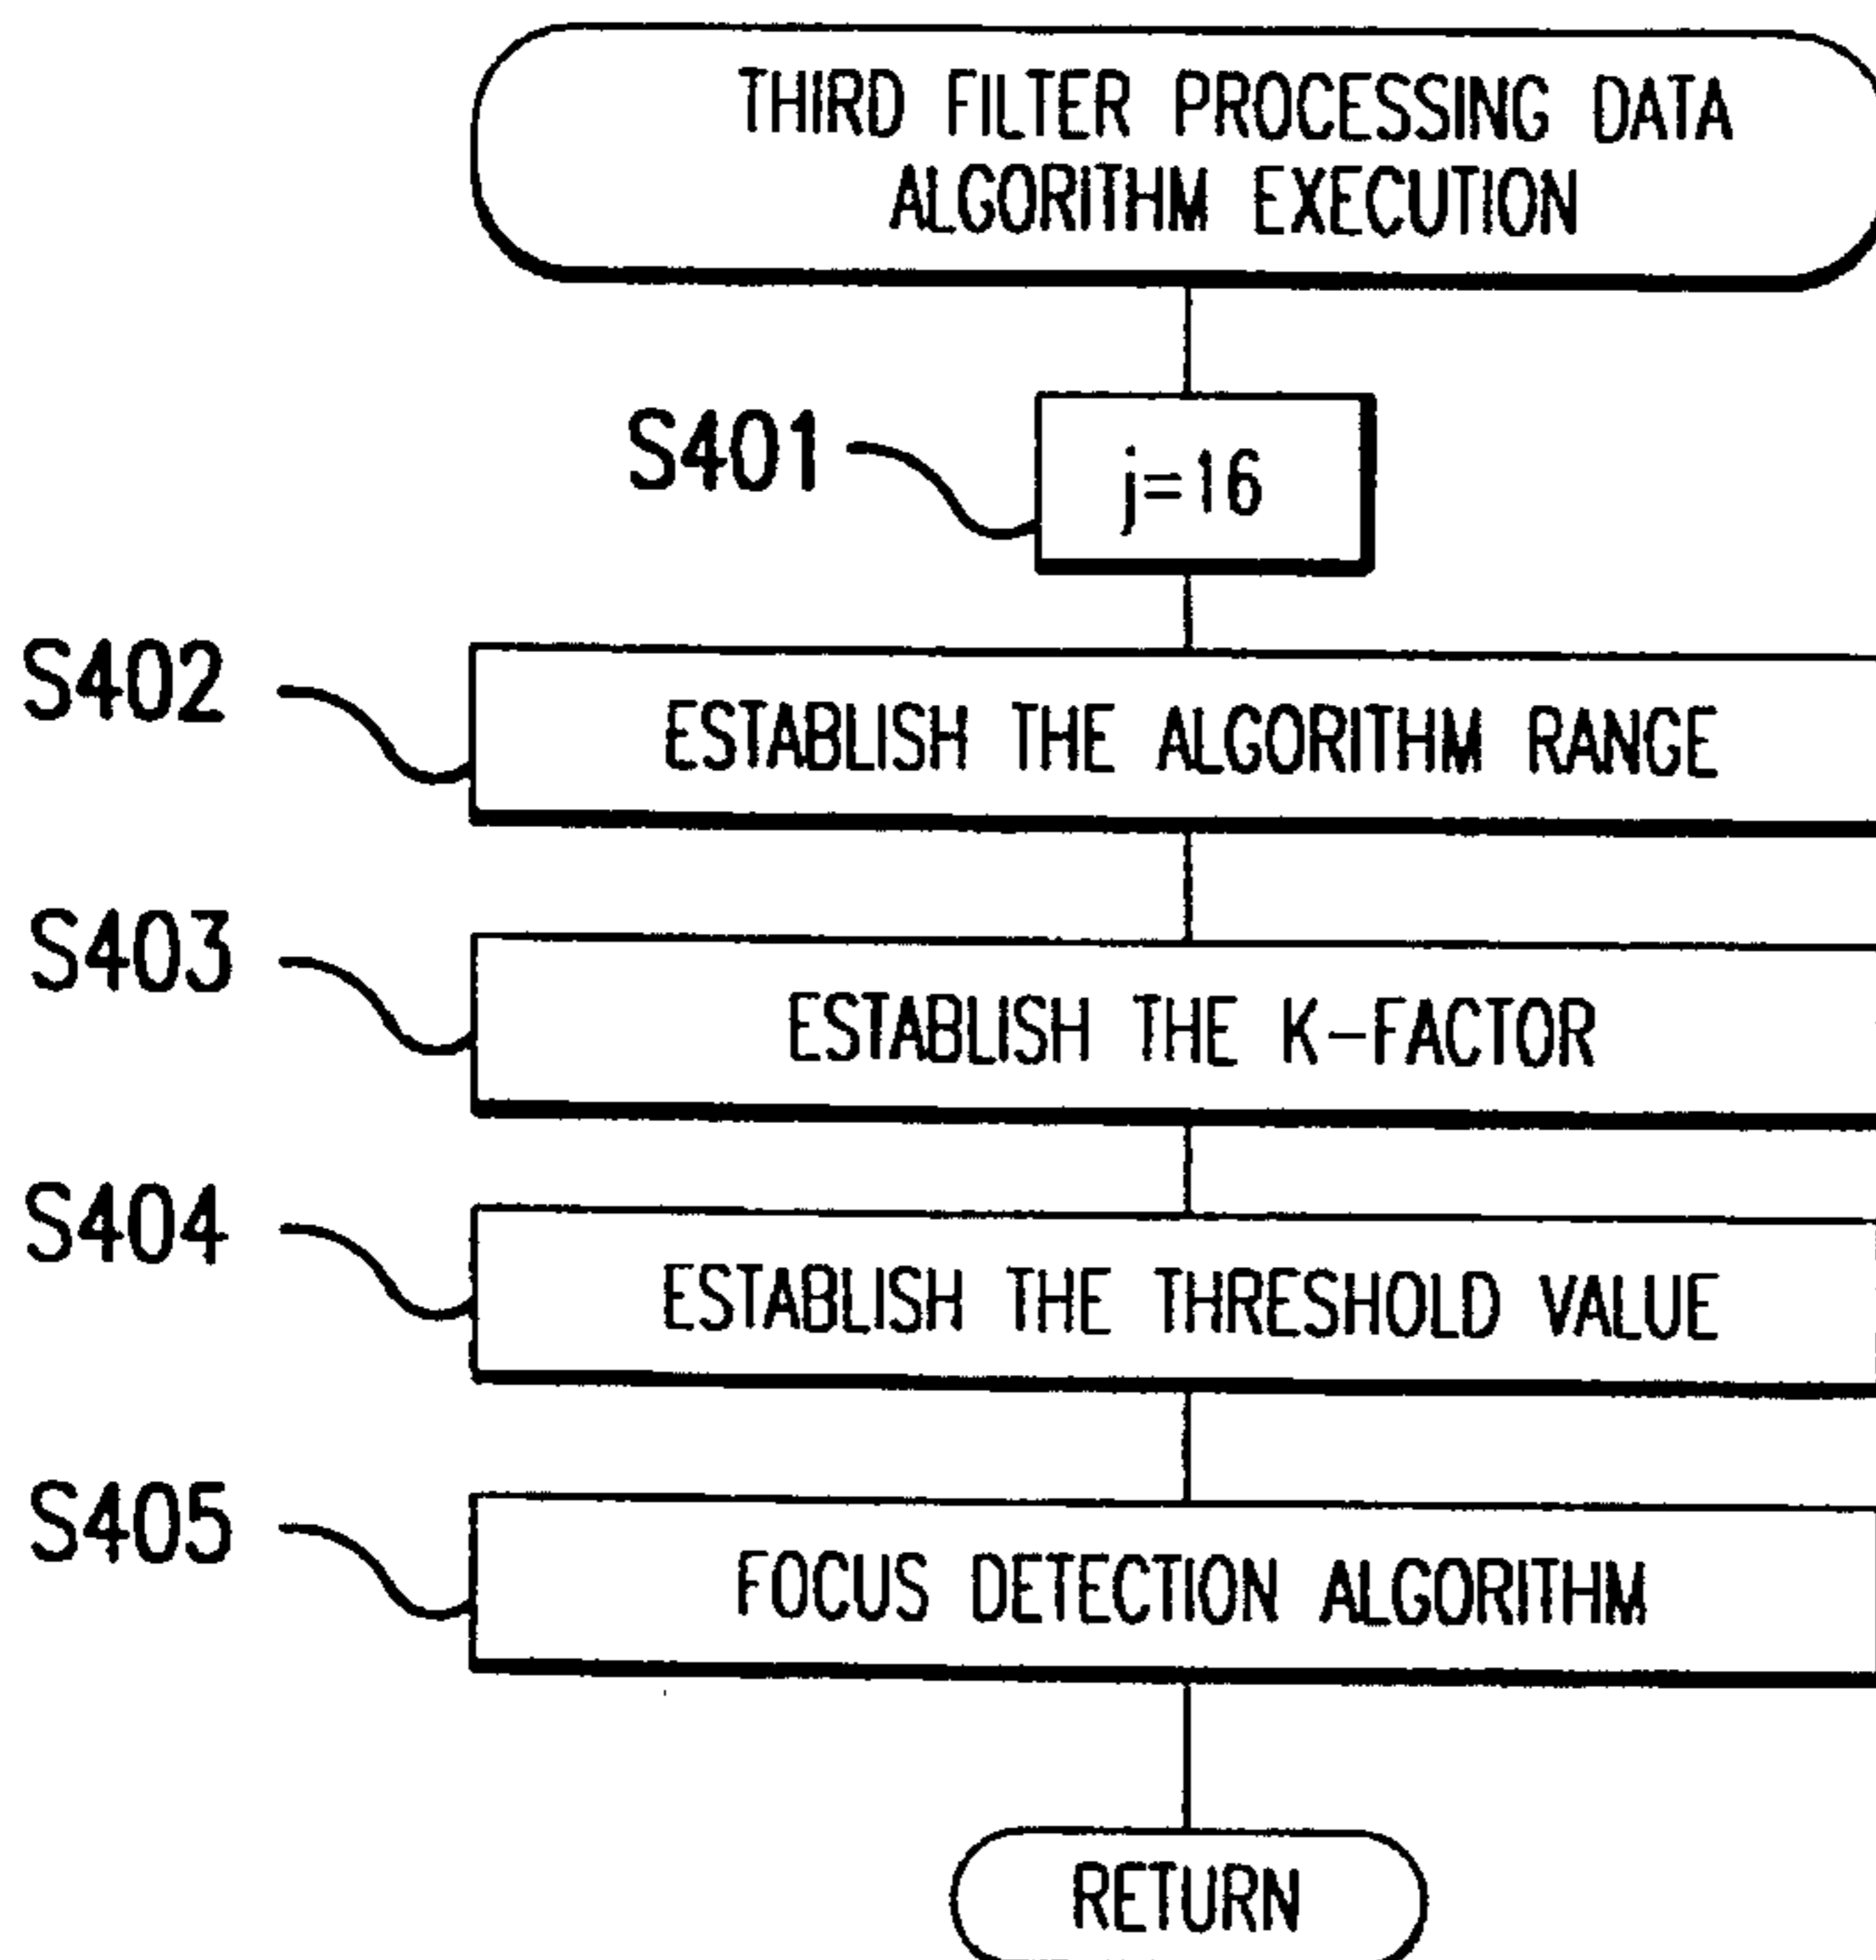 THIRD FILTER PROCESSING DATA
ALGORITHM EXECUTION
S401
j=16
S402
ESTABLISH THE ALGORITHM RANGE
S403
ESTABLISH THE K-FACTOR
S404
ESTABLISH THE THRESHOLD VALUE
S405
FOCUS DETECTION ALGORITHM
RETURN